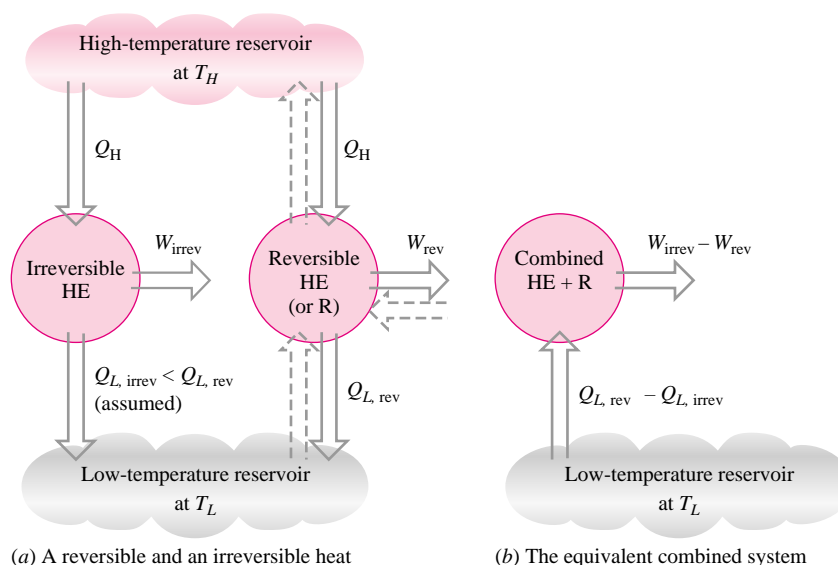 High-temperature reservoir
at T_H
Q_H
Q_H
Irreversible
HE
W_irrev
Reversible
HE
(or R)
W_rev
Combined
HE + R
W_irrev – W_rev
Q_L, irrev < Q_L, rev
(assumed)
Q_L, rev
Q_L, rev – Q_L, irrev
Low-temperature reservoir
at T_L
Low-temperature reservoir
at T_L
(a) A reversible and an irreversible heat
(b) The equivalent combined system